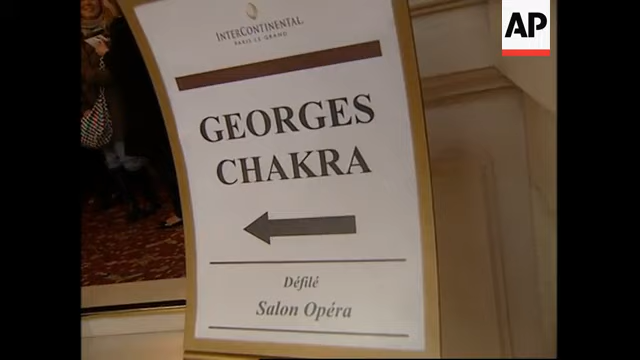 AP
INTERCONTINENTAL.
PARIS LE GRAND
GEORGES
CHAKRA
Défilé
Salon Opéra